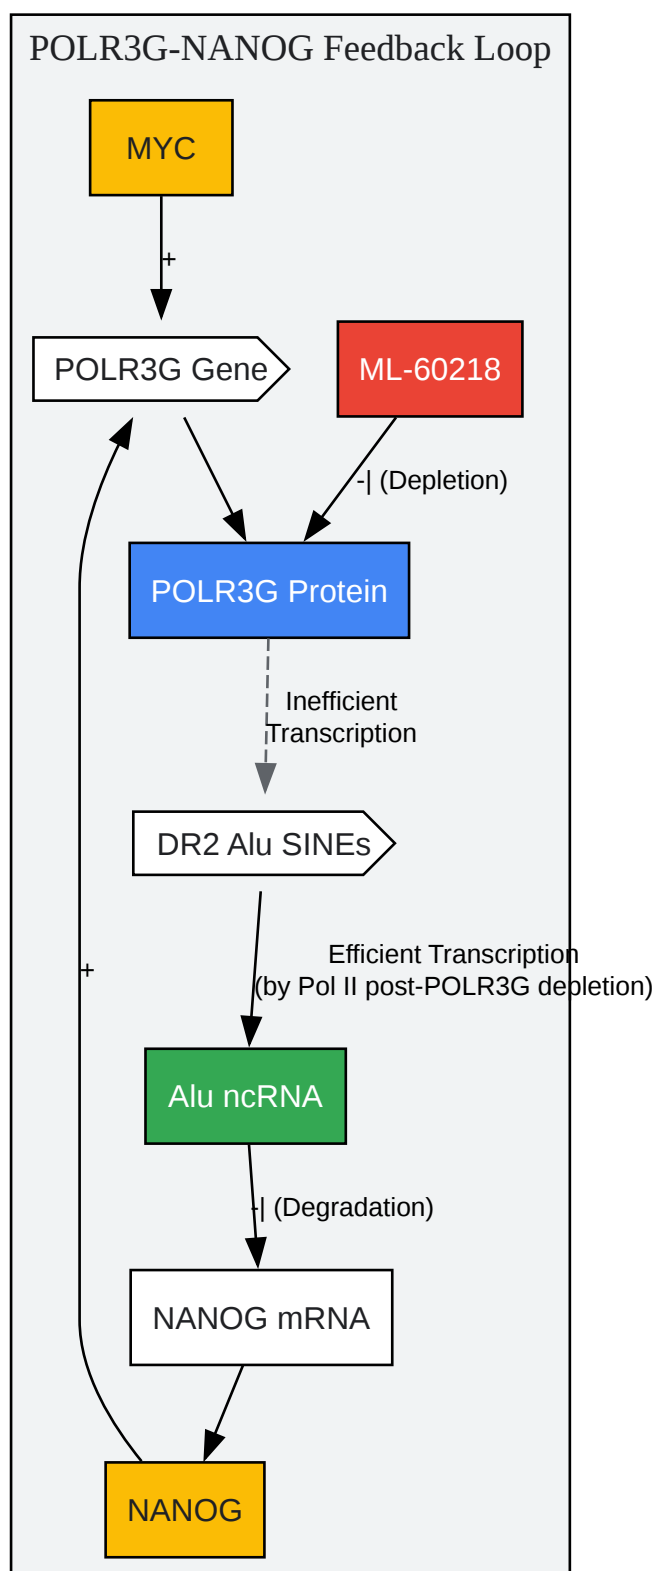 POLR3G-NANOG Feedback Loop
MYC
+
POLR3G Gene
ML-60218
-| (Depletion)
POLR3G Protein
Inefficient
Transcription
DR2 Alu SINEs
Efficient Transcription
(by Pol II post-POLR3G depletion)
+
Alu ncRNA
-| (Degradation)
NANOG mRNA
NANOG